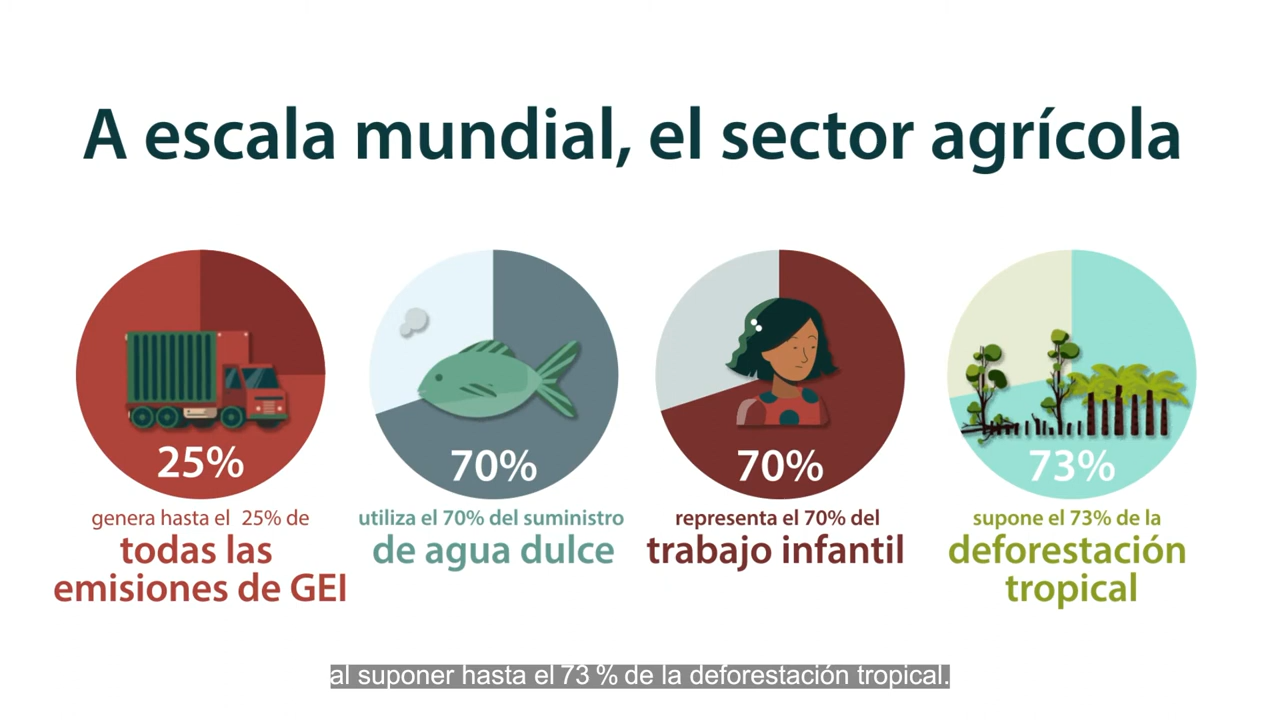 A escala mundial, el sector agrícola
25%
genera hasta el 25% de
todas las
emisiones de GEI
70%
utiliza el 70% del suministro
de agua dulce
70%
representa el 70% del
trabajo infantil
73%
supone el 73% de la
deforestación
tropical
al suponer hasta el 73 % de la deforestación tropical.